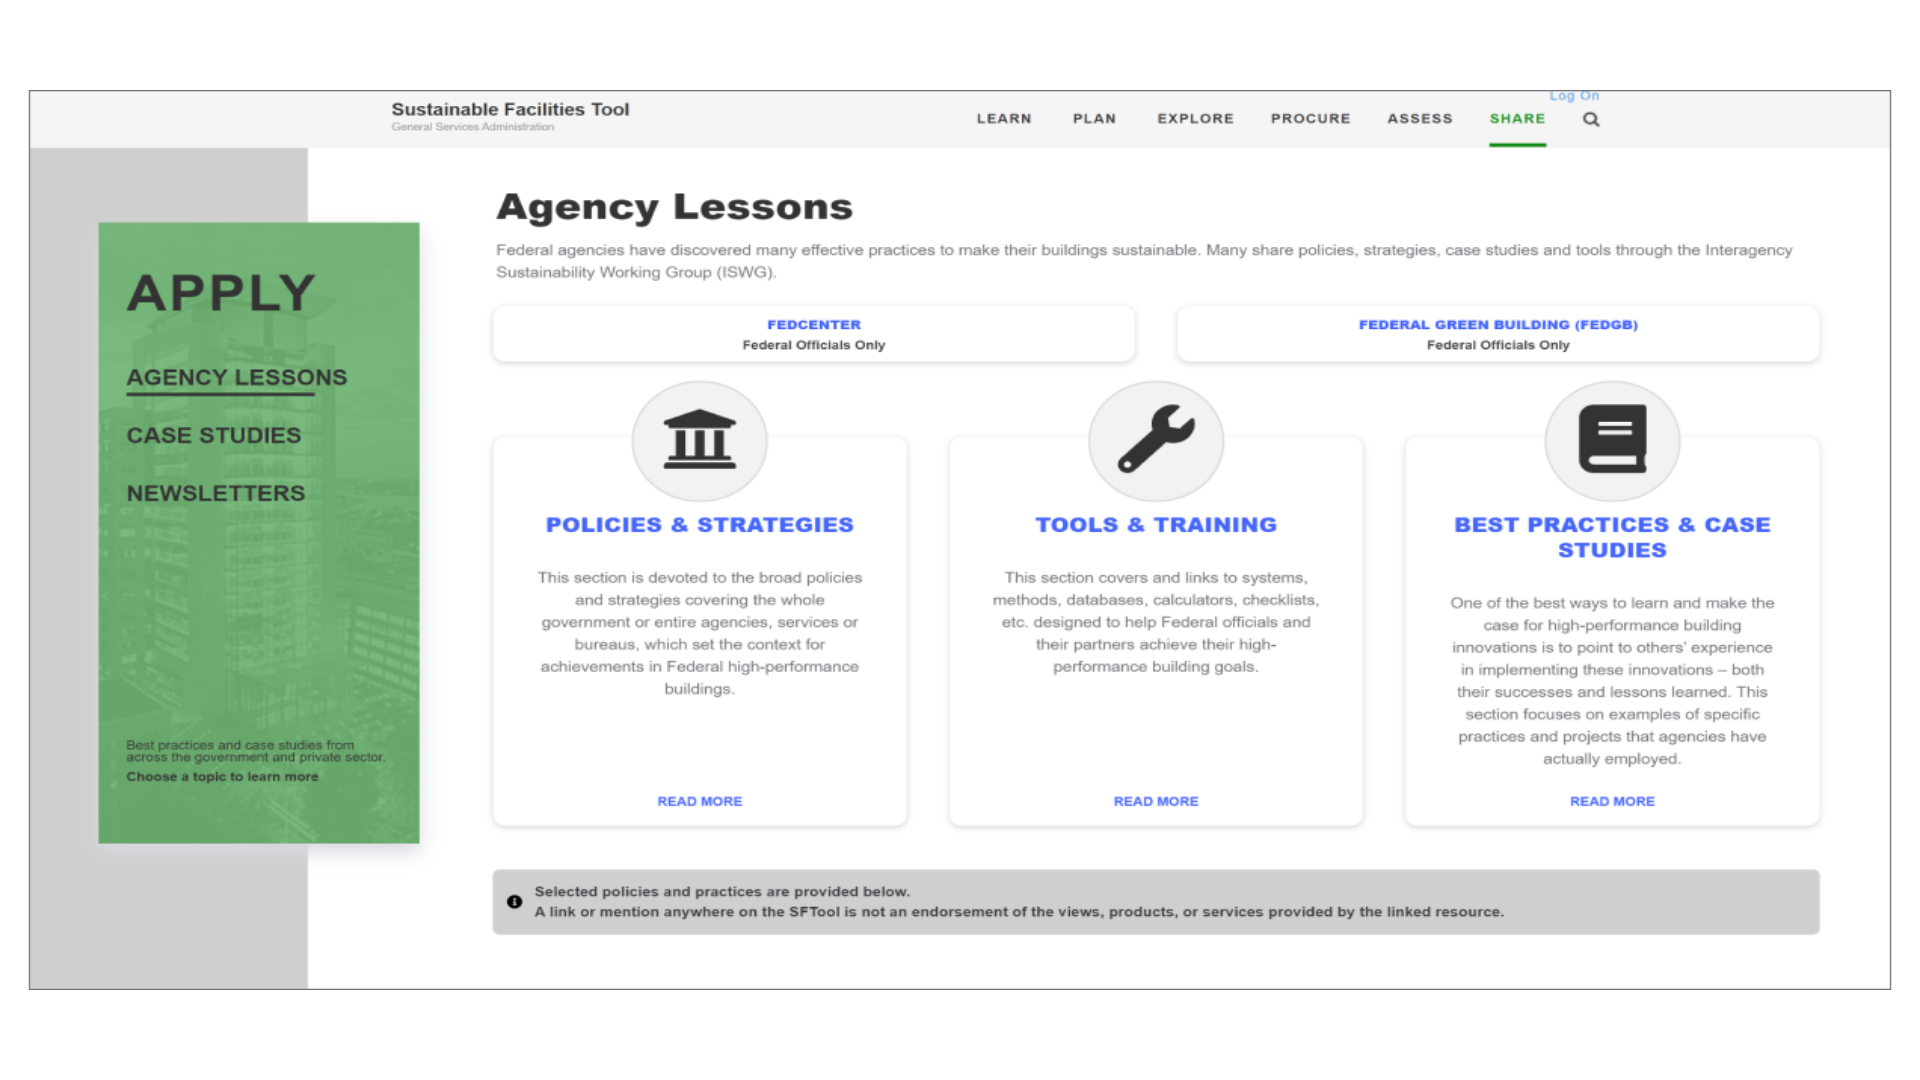 Log On
Sustainable Facilities Tool
General Services Administration
LEARN PLAN EXPLORE PROCURE ASSESS SHARE
APPLY
AGENCY LESSONS
CASE STUDIES
NEWSLETTERS
Best practices and case studies from
across the government and private sector.
Choose a topic to learn more
Agency Lessons
Federal agencies have discovered many effective practices to make their buildings sustainable. Many share policies, strategies, case studies and tools through the Interagency
Sustainability Working Group (ISWG).
FEDCENTER
Federal Officials Only
FEDERAL GREEN BUILDING (FEDGB)
Federal Officials Only
POLICIES & STRATEGIES
This section is devoted to the broad policies
and strategies covering the whole
government or entire agencies, services or
bureaus, which set the context for
achievements in Federal high-performance
buildings.
READ MORE
TOOLS & TRAINING
This section covers and links to systems,
methods, databases, calculators, checklists,
etc. designed to help Federal officials and
their partners achieve their high-
performance building goals.
READ MORE
BEST PRACTICES & CASE
STUDIES
One of the best ways to learn and make the
case for high-performance building
innovations is to point to others' experience
in implementing these innovations – both
their successes and lessons learned. This
section focuses on examples of specific
practices and projects that agencies have
actually employed.
READ MORE
Selected policies and practices are provided below.
A link or mention anywhere on the SFTool is not an endorsement of the views, products, or services provided by the linked resource.